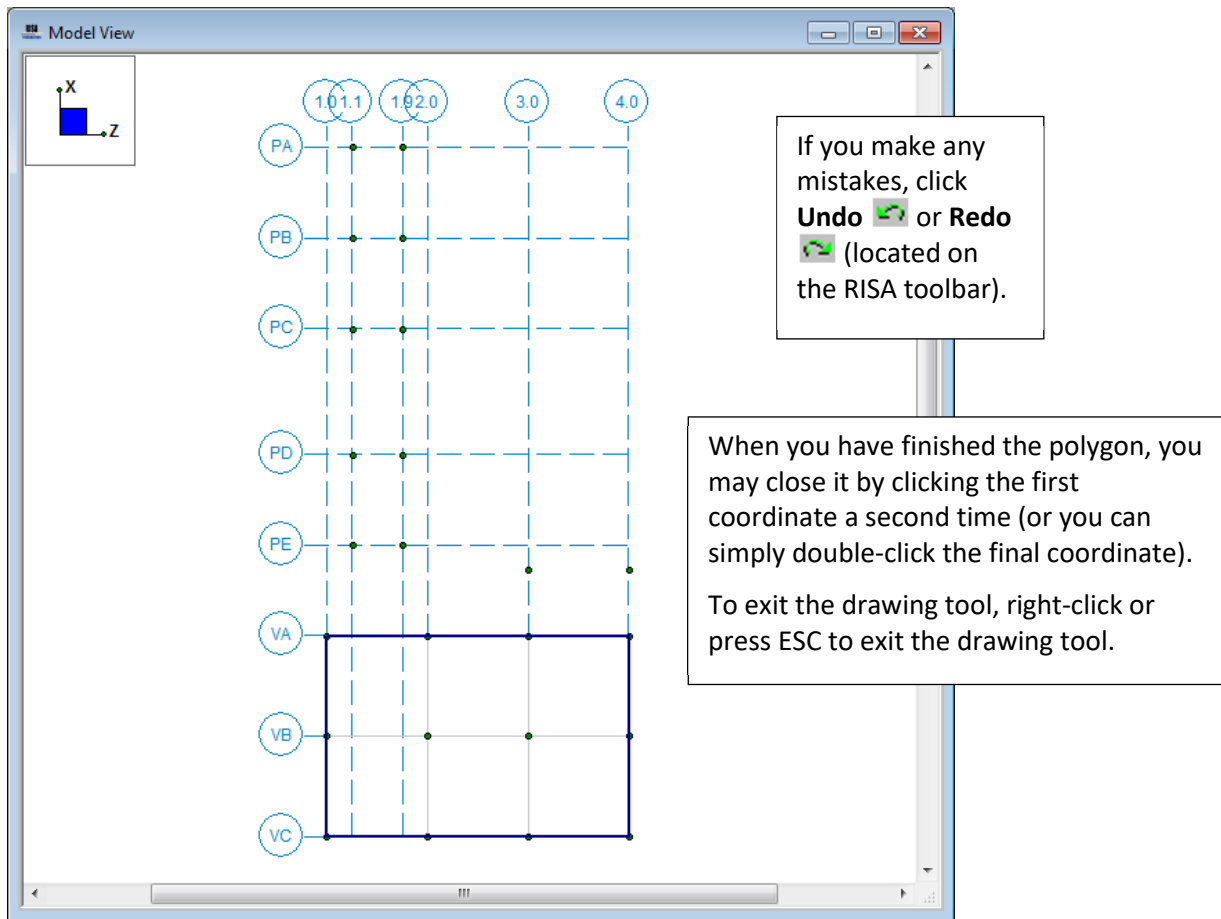 Model View
X
Z
1.0 1.1 1.9 2.0 3.0 4.0
PA
PB
PC
PD
PE
VA
VB
VC
If you make any
mistakes, click
Undo or Redo
(located on
the RISA toolbar).
When you have finished the polygon, you
may close it by clicking the first
coordinate a second time (or you can
simply double-click the final coordinate).
To exit the drawing tool, right-click or
press ESC to exit the drawing tool.